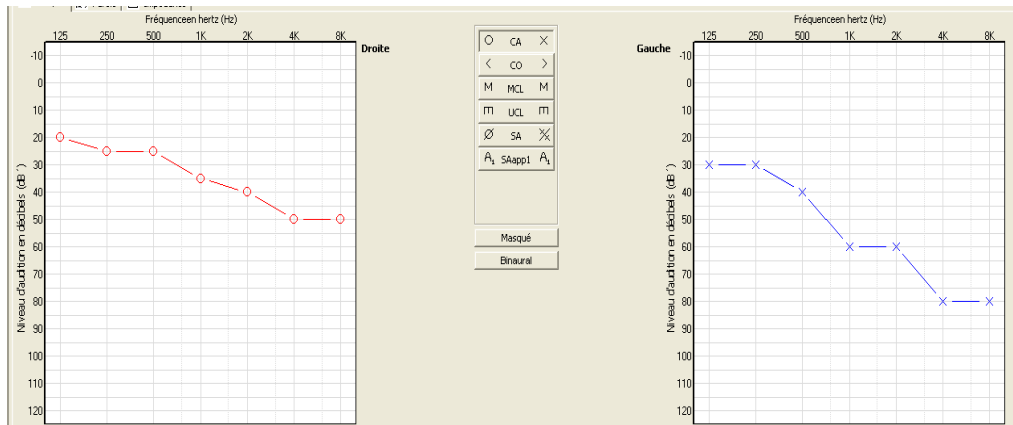 Fréquenceen hertz (Hz)
125 250 500 1K 2K 4K 8K
Droite
Niveau d'audition en décibels (dB
-10
0
10
20
30
40
50
60
70
80
90
100
110
120
CA
CO
M MCL M
UCL
SA
A₁ SAapp1 A₁
Masqué
Binaural
Fréquenceen hertz (Hz)
125 250 500 1K 2K 4K 8K
Gauche
Niveau d'audition en décibels (dB
-10
0
10
20
30
40
50
60
70
80
90
100
110
120